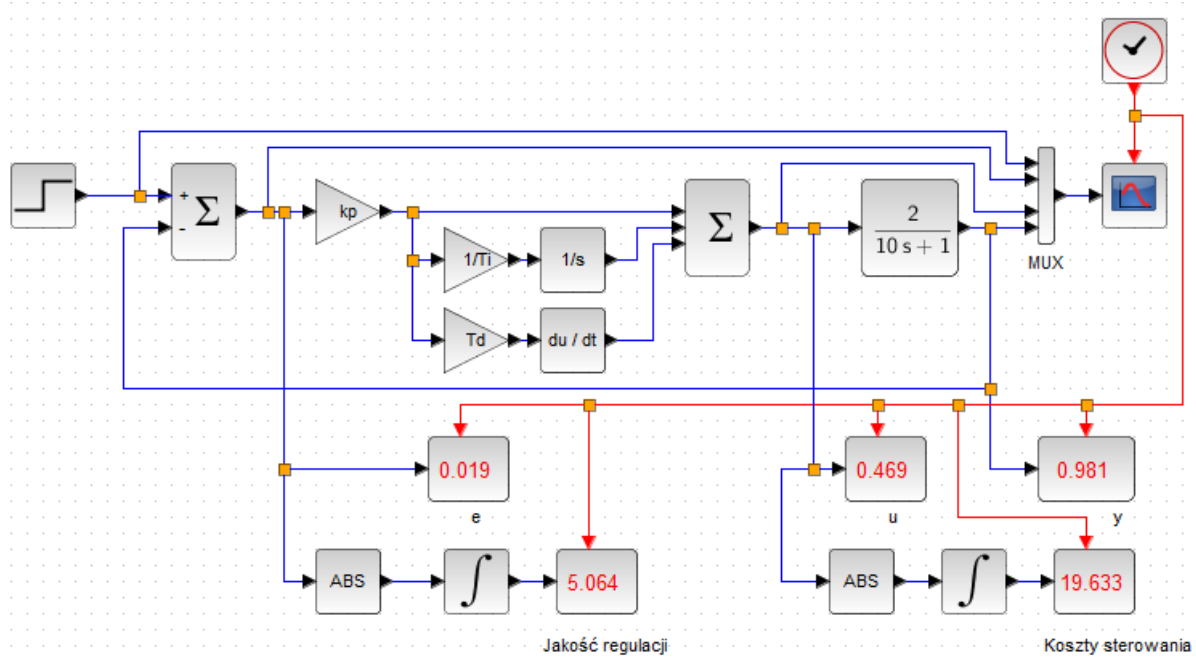 +
-
Σ
kp
1/Ti
1/s
Td
du / dt
Σ
2
10 s + 1
MUX
0.019
e
0.469
u
0.981
y
ABS
∫
5.064
ABS
∫
19.633
Jakość regulacji
Koszty sterowania